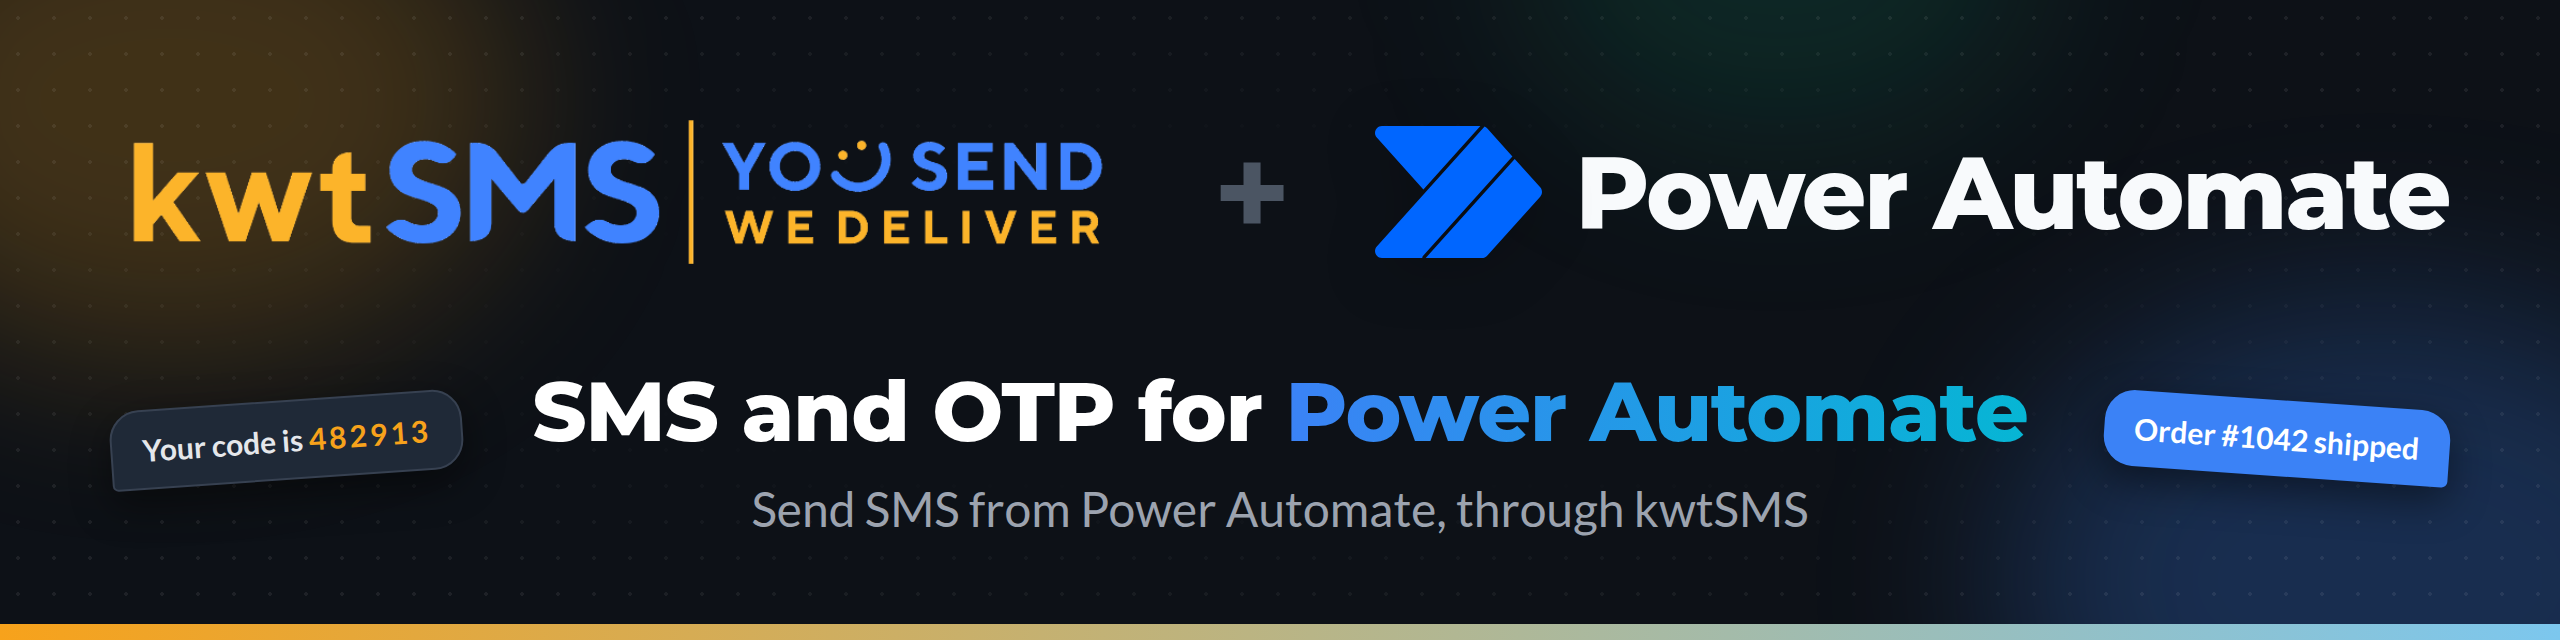 kwtSMS
YOU SEND
WE DELIVER
+
Power Automate
SMS and OTP for Power Automate
Your code is 482913
Order #1042 shipped
Send SMS from Power Automate, through kwtSMS